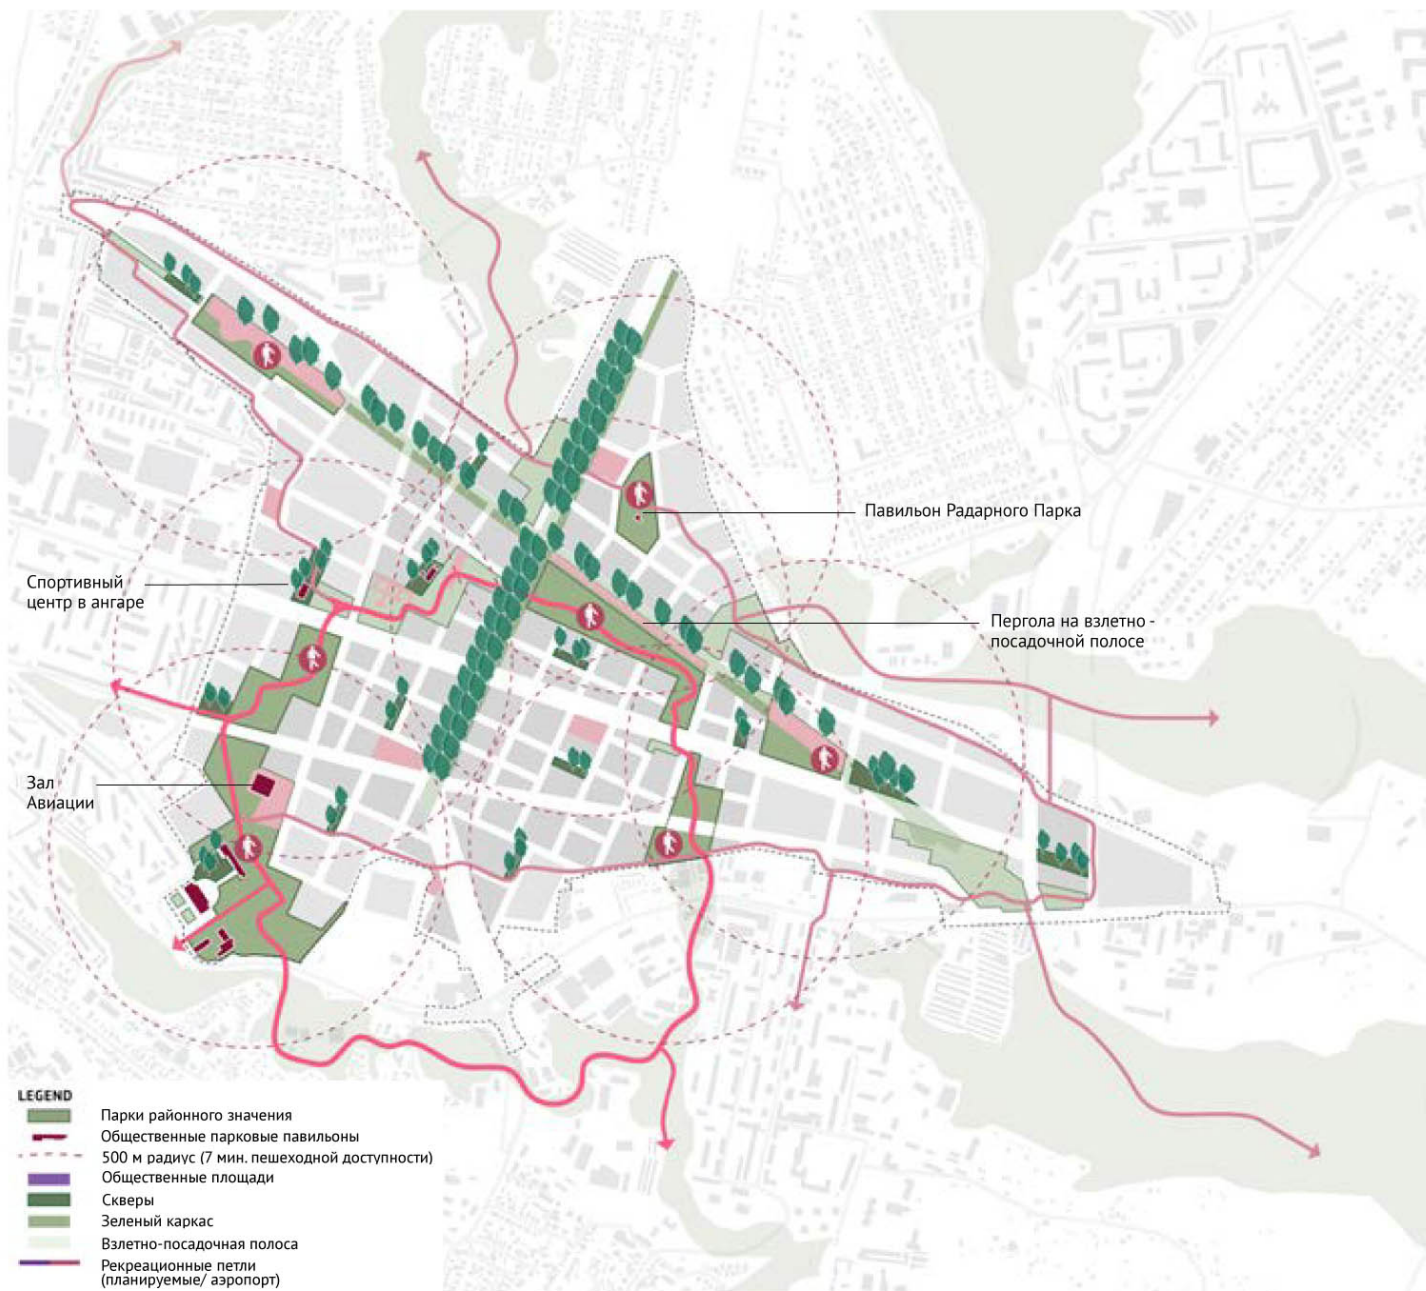 Павильон Радарного Парка
Спортивный
центр в ангаре
Пергола на взлетно -
посадочной полосе
Зал
Авиации
LEGEND
Парки районного значения
Общественные парковые павильоны
500 м радиус (7 мин. пешеходной доступности)
Общественные площади
Скверы
Зеленый каркас
Взлетно-посадочная полоса
Рекреационные петли
(планируемые/ аэропорт)